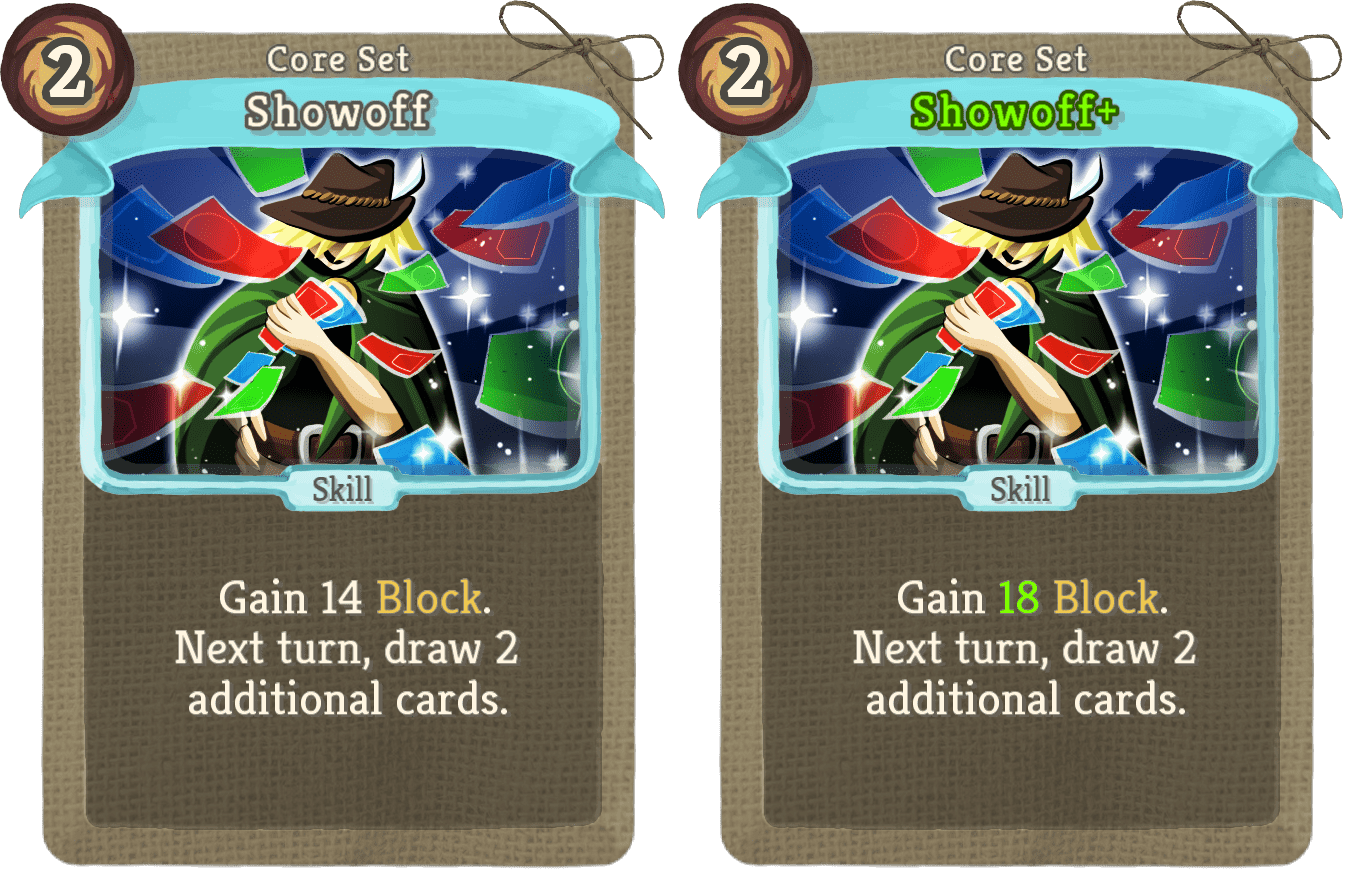 2
Core Set
Showoff
Skill
Gain 14 Block.
Next turn, draw 2
additional cards.
2
Core Set
Showoff+
Skill
Gain 18 Block.
Next turn, draw 2
additional cards.